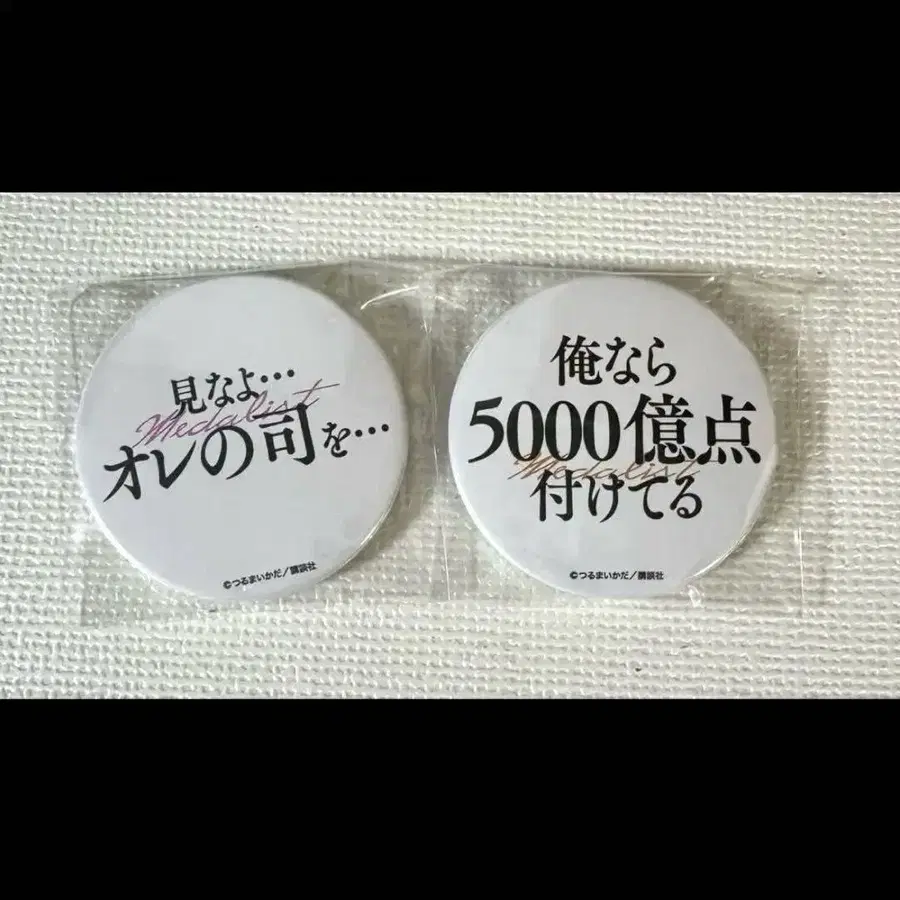 見なよ…
Medalist
オレの司を…
©つるまいかだ／講談社
俺なら
5000億点
Medalist
付けてる
©つるまいかだ／講談社